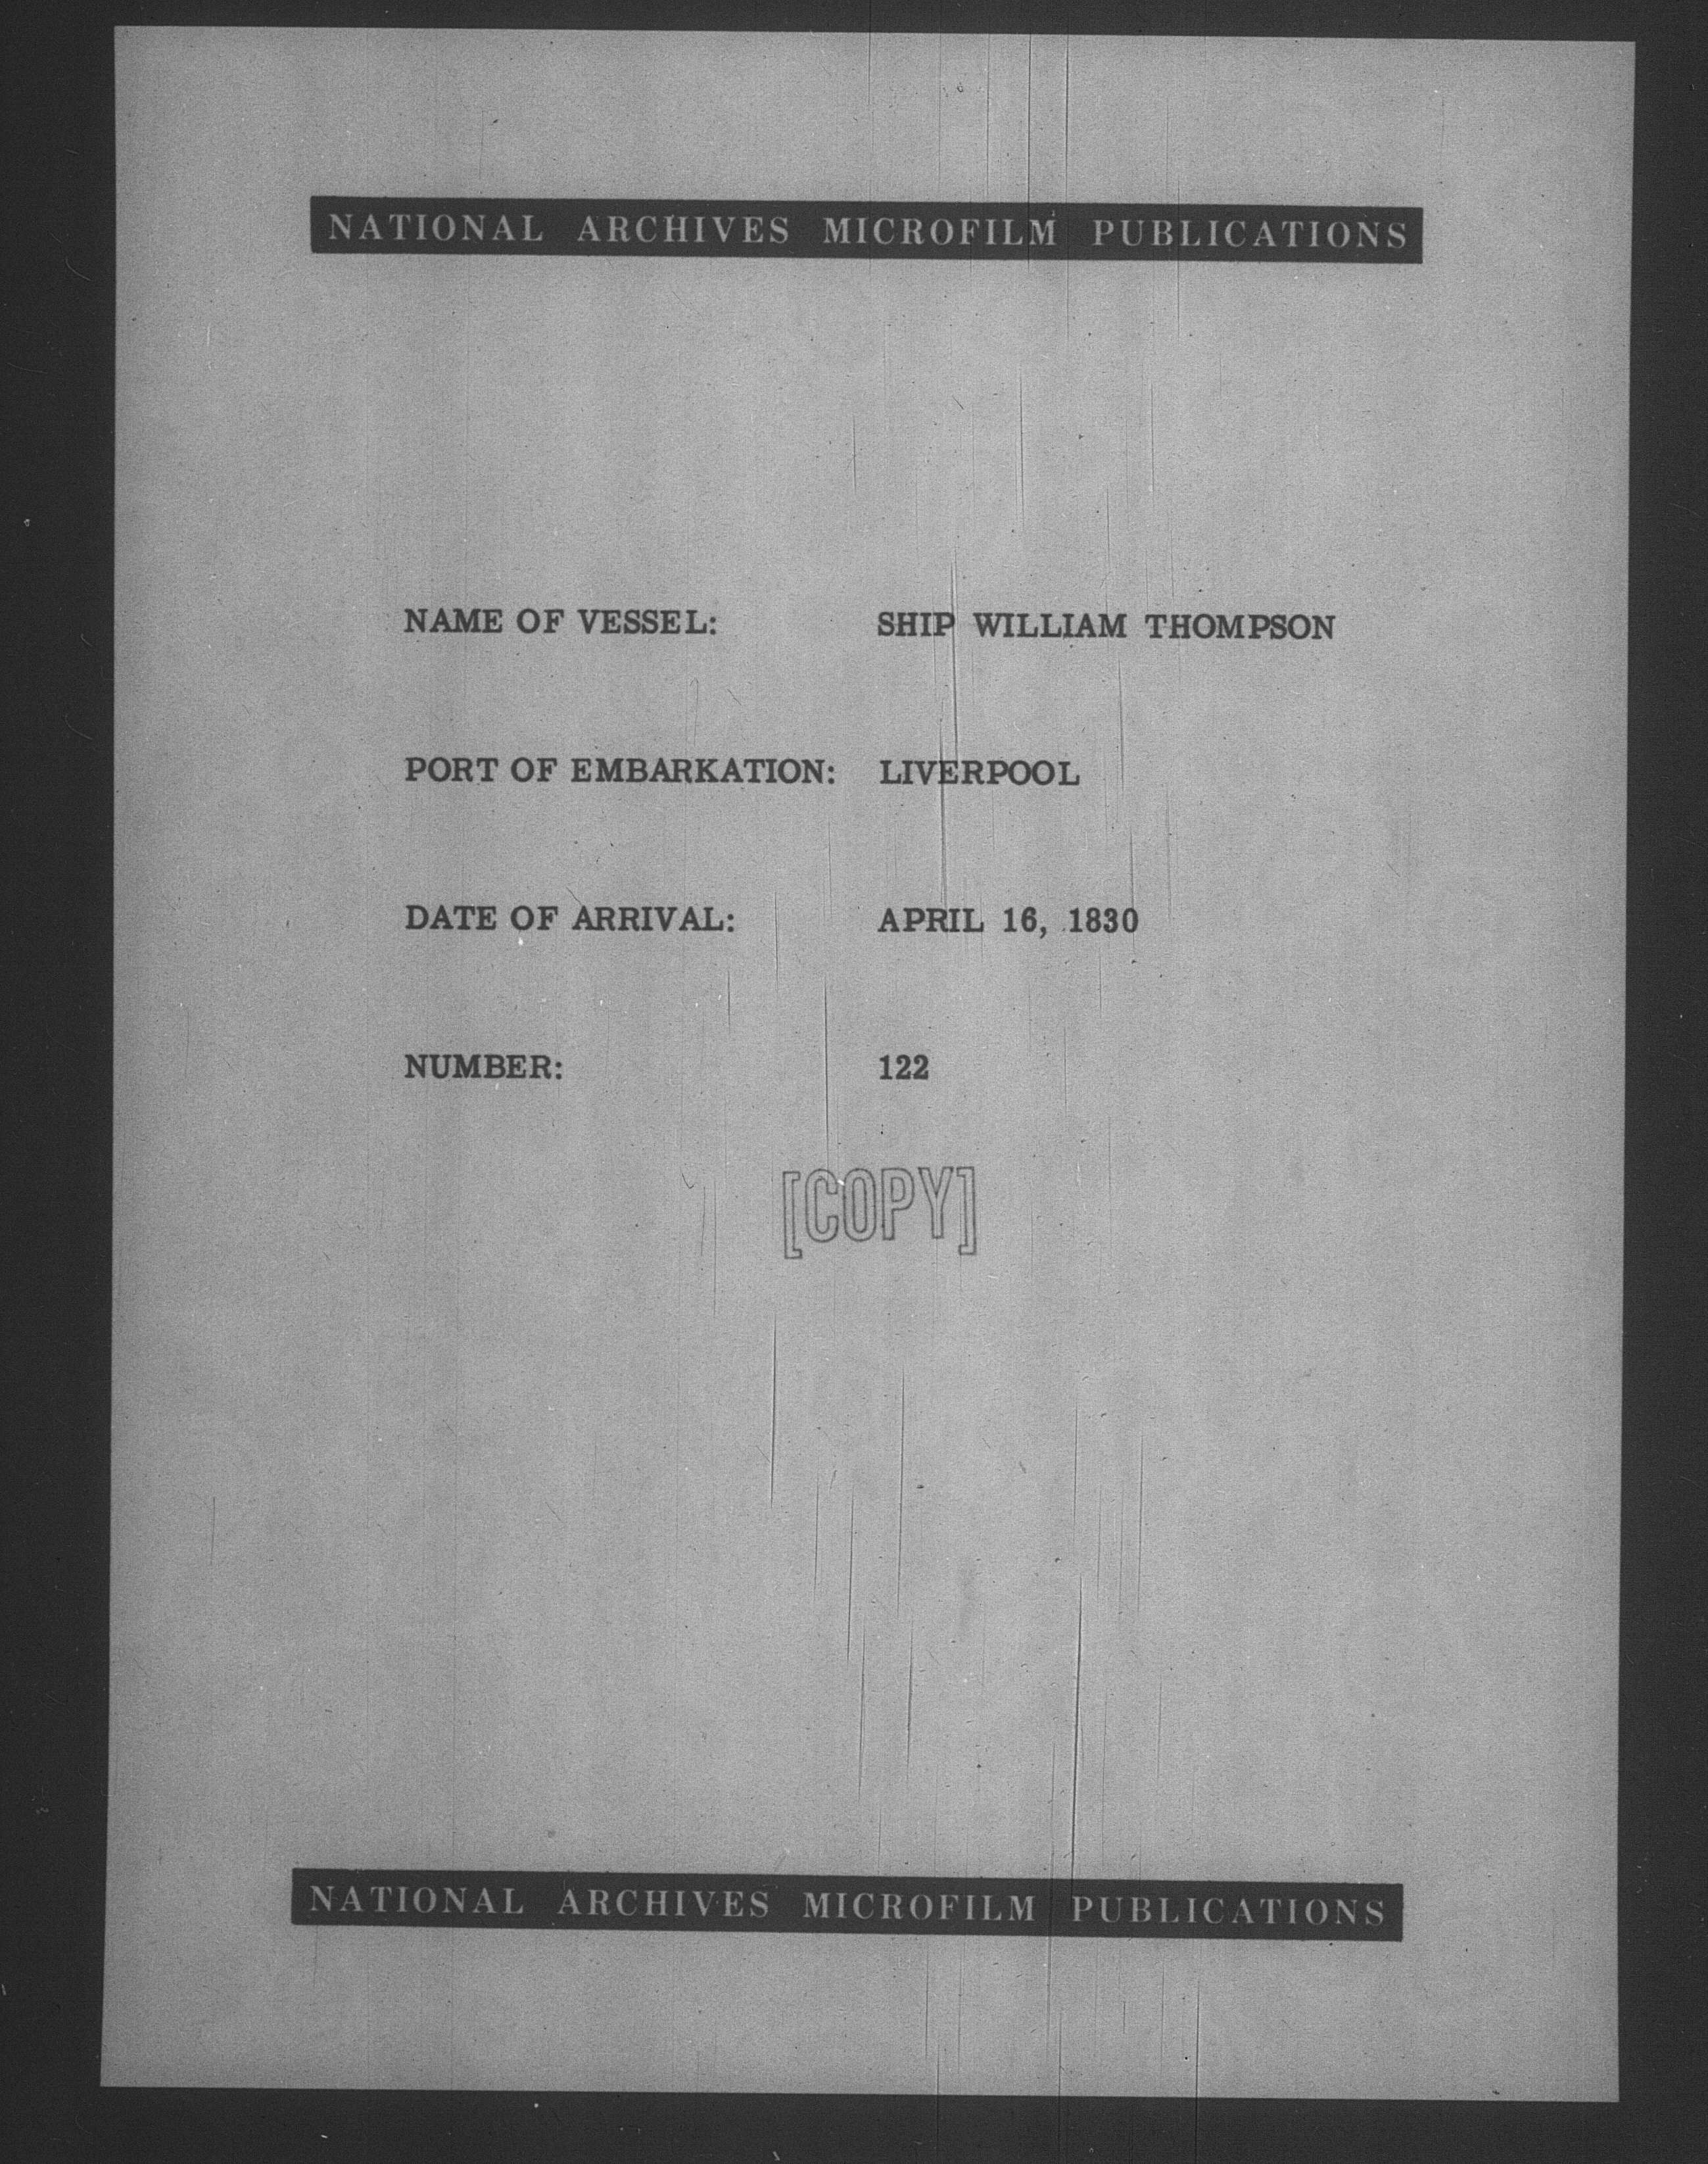 NATIONAL ARCHIVES MICROFILM PUBLICATIONS
NAME OF VESSEL: SHIP WILLIAM THOMPSON
PORT OF EMBARKATION: LIVERPOOL
DATE OF ARRIVAL: APRIL 16, 1830
NUMBER: 122
[COPY]
NATIONAL ARCHIVES MICROFILM PUBLICATIONS